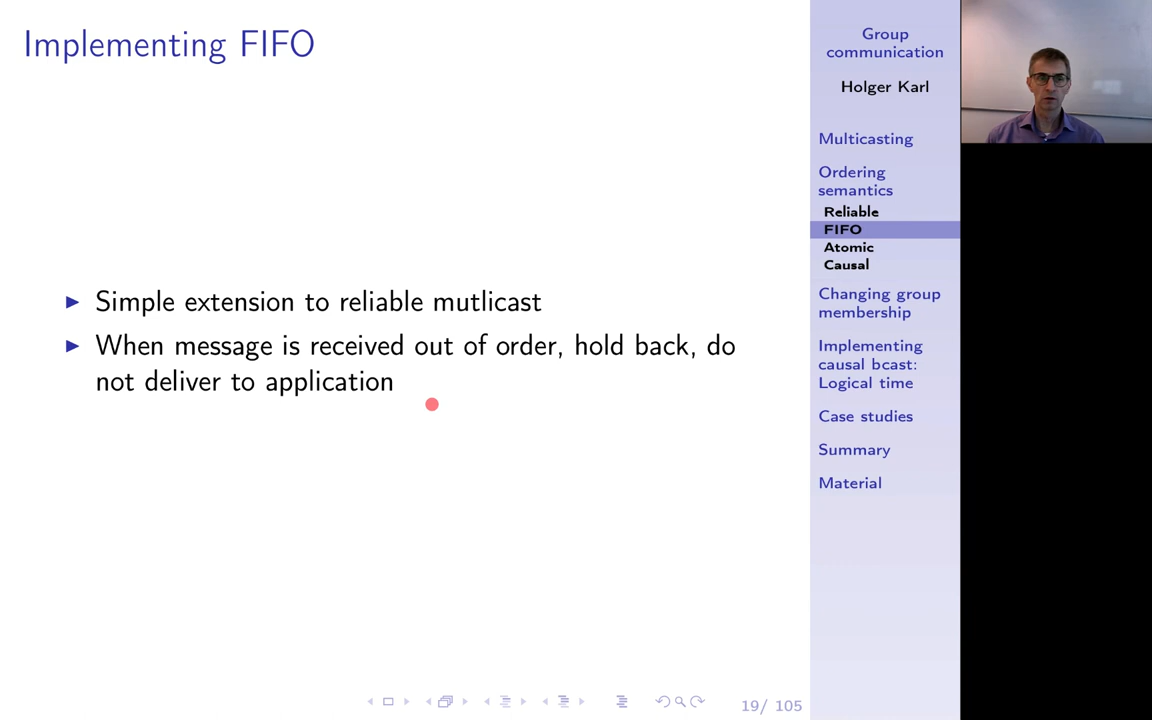 Implementing FIFO
▶ Simple extension to reliable mutlicast
▶ When message is received out of order, hold back, do
not deliver to application
19/ 105
Group
communication
Holger Karl
Multicasting
Ordering
semantics
Reliable
FIFO
Atomic
Causal
Changing group
membership
Implementing
causal bcast:
Logical time
Case studies
Summary
Material